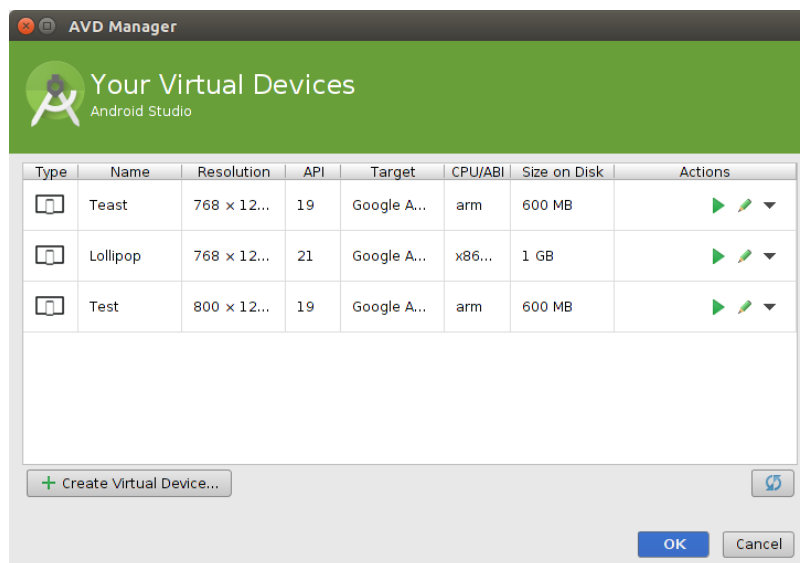 AVD Manager
Your Virtual Devices
Android Studio
Type Name Resolution API Target CPU/ABI Size on Disk Actions
Teast 768 × 12... 19 Google A... arm 600 MB
Lollipop 768 × 12... 21 Google A... x86... 1 GB
Test 800 × 12... 19 Google A... arm 600 MB
Create Virtual Device...
OK Cancel